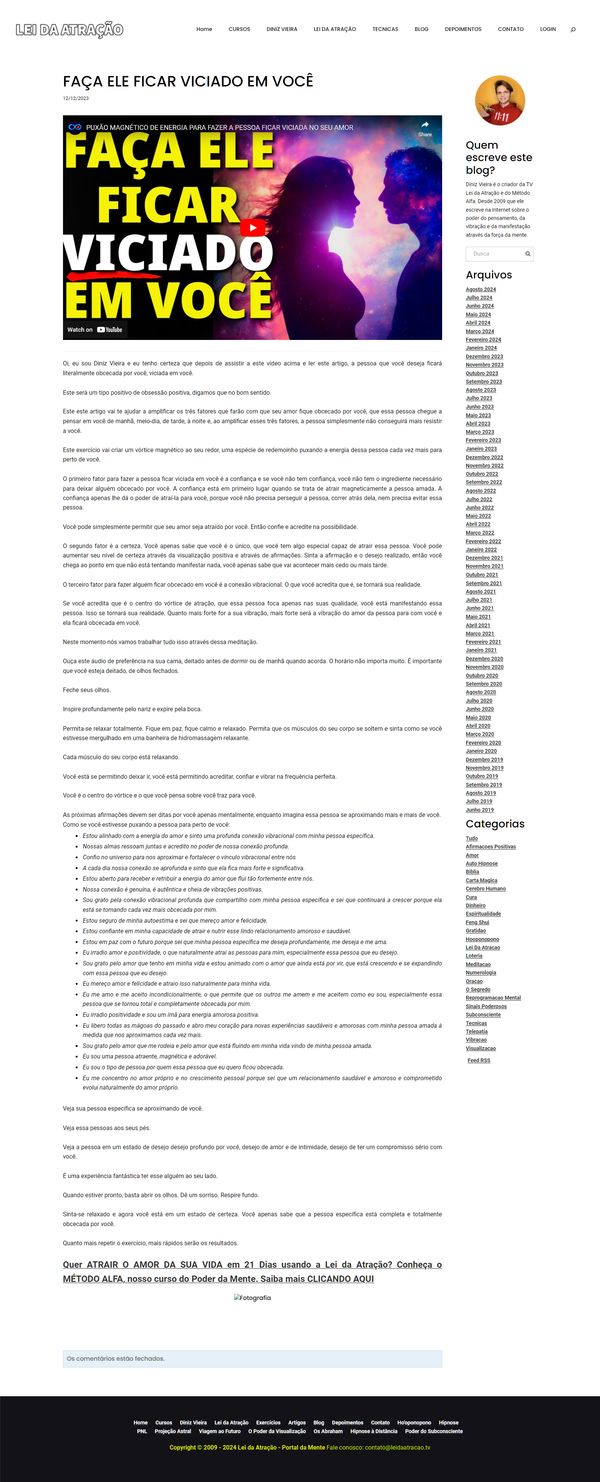 LEI DA ATRAÇÃO
Home CURSOS DINIZ VIEIRA LEI DA ATRAÇÃO TECNICAS BLOG DEPOIMENTOS CONTATO LOGIN
FAÇA ELE FICAR VICIADO EM VOCÊ
12/12/2023
PUXÃO MAGNÉTICO DE ENERGIA PARA FAZER A PESSOA FICAR VICIADA NO SEU AMOR
Share
FAÇA ELE
FICAR
VICIADO
EM VOCÊ
Watch on YouTube
Oi, eu sou Diniz Vieira e eu tenho certeza que depois de assistir a este vídeo acima e ler este artigo, a pessoa que você deseja ficará
literalmente obcecada por você, viciada em você.
Este será um tipo positivo de obsessão positiva, digamos que no bom sentido.
Este este artigo vai te ajudar a amplificar os três fatores que farão com que seu amor fique obcecado por você, que essa pessoa chegue a
pensar em você de manhã, meio-dia, de tarde, à noite e, ao amplificar esses três fatores, a pessoa simplesmente não conseguirá mais resistir
a você.
Este exercício vai criar um vórtice magnético ao seu redor, uma espécie de redemoinho puxando a energia dessa pessoa cada vez mais para
perto de você.
O primeiro fator para fazer a pessoa ficar viciada em você é a confiança e se você não tem confiança, você não tem o ingrediente necessário
para deixar alguém obcecado por você. A confiança está em primeiro lugar quando se trata de atrair magneticamente a pessoa amada. A
confiança apenas lhe dá o poder de atraí-la para você, porque você não precisa perseguir a pessoa, correr atrás dela, nem precisa evitar essa
pessoa.
Você pode simplesmente permitir que seu amor seja atraído por você. Então confie e acredite na possibilidade.
O segundo fator é a certeza. Você apenas sabe que você é o único, que você tem algo especial capaz de atrair essa pessoa. Você pode
aumentar seu nível de certeza através da visualização positiva e através de afirmações. Sinta a afirmação e o desejo realizado, então você
chega ao ponto em que não está tentando manifestar nada, você apenas sabe que vai acontecer mais cedo ou mais tarde.
O terceiro fator para fazer alguém ficar obcecado em você é a conexão vibracional. O que você acredita que é, se tornará sua realidade.
Se você acredita que é o centro do vórtice de atração, que essa pessoa foca apenas nas suas qualidade, você está manifestando essa
pessoa. Isso se tornará sua realidade. Quanto mais forte for a sua vibração, mais forte será a vibração do amor da pessoa para com você e
ela ficará obcecada em você.
Neste momento nós vamos trabalhar tudo isso através dessa meditação.
Ouça este áudio de preferência na sua cama, deitado antes de dormir ou de manhã quando acorda. O horário não importa muito. É importante
que você esteja deitado, de olhos fechados.
Feche seus olhos.
Inspire profundamente pelo nariz e expire pela boca.
Permita-se relaxar totalmente. Fique em paz, fique calmo e relaxado. Permita que os músculos do seu corpo se soltem e sinta como se você
estivesse mergulhado em uma banheira de hidromassagem relaxante.
Cada músculo do seu corpo está relaxando.
Você está se permitindo deixar ir, você está permitindo acreditar, confiar e vibrar na frequência perfeita.
Você é o centro do vórtice e o que você pensa sobre você traz para você.
As próximas afirmações devem ser ditas por você apenas mentalmente, enquanto imagina essa pessoa se aproximando mais e mais de você.
Como se você estivesse puxando a pessoa para perto de você:
Estou alinhado com a energia do amor e sinto uma profunda conexão vibracional com minha pessoa específica.
Nossas almas ressoam juntas e acredito no poder de nossa conexão profunda.
Confio no universo para nos aproximar e fortalecer o vínculo vibracional entre nós
A cada dia nossa conexão se aprofunda e sinto que ela fica mais forte e significativa.
Estou aberto para receber e retribuir a energia do amor que flui tão fortemente entre nós.
Nossa conexão é genuína, é autêntica e cheia de vibrações positivas.
Sou grato pela conexão vibracional profunda que compartilho com minha pessoa específica e sei que continuará a crescer porque ela
está se tornando cada vez mais obcecada por mim.
Estou seguro de minha autoestima e sei que mereço amor e felicidade.
Estou confiante em minha capacidade de atrair e nutrir esse lindo relacionamento amoroso e saudável.
Estou em paz com o futuro porque sei que minha pessoa específica me deseja profundamente, me deseja e me ama.
Eu irradio amor e positividade, o que naturalmente atrai as pessoas para mim, especialmente essa pessoa que eu desejo.
Sou grato pelo amor que tenho em minha vida e estou animado com o amor que ainda está por vir, que está crescendo e se expandindo
com essa pessoa que eu desejo.
Eu mereço amor e felicidade e atraio isso naturalmente para minha vida.
Eu me amo e me aceito incondicionalmente, o que permite que os outros me amem e me aceitem como eu sou, especialmente essa
pessoa que se tornou total e completamente obcecada por mim.
Eu irradio positividade e sou um ímã para energia amorosa positiva.
Eu libero todas as mágoas do passado e abro meu coração para novas experiências saudáveis e amorosas com minha pessoa amada à
medida que nos aproximamos cada vez mais.
Sou grato pelo amor que me rodeia e pelo amor que está fluindo em minha vida vindo de minha pessoa amada.
Eu sou uma pessoa atraente, magnética e adorável.
Eu sou o tipo de pessoa por quem essa pessoa que eu quero ficou obcecada.
Eu me concentro no amor próprio e no crescimento pessoal porque sei que um relacionamento saudável e amoroso e comprometido
evolui naturalmente do amor próprio.
Veja sua pessoa específica se aproximando de você.
Veja essa pessoas aos seus pés.
Veja a pessoa em um estado de desejo desejo profundo por você, desejo de amor e de intimidade, desejo de ter um compromisso sério com
você.
É uma experiência fantástica ter esse alguém ao seu lado.
Quando estiver pronto, basta abrir os olhos. Dê um sorriso. Respire fundo.
Sinta-se relaxado e agora você está em um estado de certeza. Você apenas sabe que a pessoa específica está completa e totalmente
obcecada por você.
Quanto mais repetir o exercício, mais rápidos serão os resultados.
Quer ATRAIR O AMOR DA SUA VIDA em 21 Dias usando a Lei da Atração? Conheça o
MÉTODO ALFA, nosso curso do Poder da Mente. Saiba mais CLICANDO AQUI
Fotografia
Os comentários estão fechados.
11:11
Quem
escreve este
blog?
Diniz Vieira é o criador da TV
Lei da Atração e do Método
Alfa. Desde 2009 que ele
escreve na Internet sobre o
poder do pensamento, da
vibração e da manifestação
através da força da mente.
Busca
Arquivos
Agosto 2024
Julho 2024
Junho 2024
Maio 2024
Abril 2024
Março 2024
Fevereiro 2024
Janeiro 2024
Dezembro 2023
Novembro 2023
Outubro 2023
Setembro 2023
Agosto 2023
Julho 2023
Junho 2023
Maio 2023
Abril 2023
Março 2023
Fevereiro 2023
Janeiro 2023
Dezembro 2022
Novembro 2022
Outubro 2022
Setembro 2022
Agosto 2022
Julho 2022
Junho 2022
Maio 2022
Abril 2022
Março 2022
Fevereiro 2022
Janeiro 2022
Dezembro 2021
Novembro 2021
Outubro 2021
Setembro 2021
Agosto 2021
Julho 2021
Junho 2021
Maio 2021
Abril 2021
Março 2021
Fevereiro 2021
Janeiro 2021
Dezembro 2020
Novembro 2020
Outubro 2020
Setembro 2020
Agosto 2020
Julho 2020
Junho 2020
Maio 2020
Abril 2020
Março 2020
Fevereiro 2020
Janeiro 2020
Dezembro 2019
Novembro 2019
Outubro 2019
Setembro 2019
Agosto 2019
Julho 2019
Junho 2019
Categorias
Tudo
Afirmacoes Positivas
Amor
Auto Hipnose
Bíblia
Carta Magica
Cerebro Humano
Cura
Dinheiro
Espiritualidade
Feng Shui
Gratidao
Hooponopono
Lei Da Atracao
Loteria
Meditacao
Numerologia
Oracao
O Segredo
Reprogramacao Mental
Sinais Poderosos
Subconsciente
Tecnicas
Telepatia
Vibracao
Visualizacao
Feed RSS
Home Cursos Diniz Vieira Lei da Atração Exercícios Artigos Blog Depoimentos Contato Ho'oponopono Hipnose
PNL Projeção Astral Viagem ao Futuro O Poder da Visualização Os Abraham Hipnose à Distância Poder do Subconsciente
Copyright © 2009 - 2024 Lei da Atração - Portal da Mente Fale conosco: contato@leidaatracao.tv